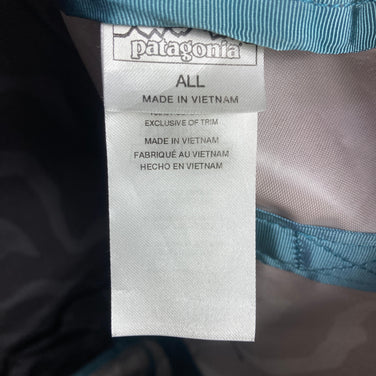 patagonia
ALL
MADE IN VIETNAM
EXCLUSIVE OF TRIM
MADE IN VIETNAM
FABRIQUÉ AU VIETNAM
HECHO EN VIETNAM